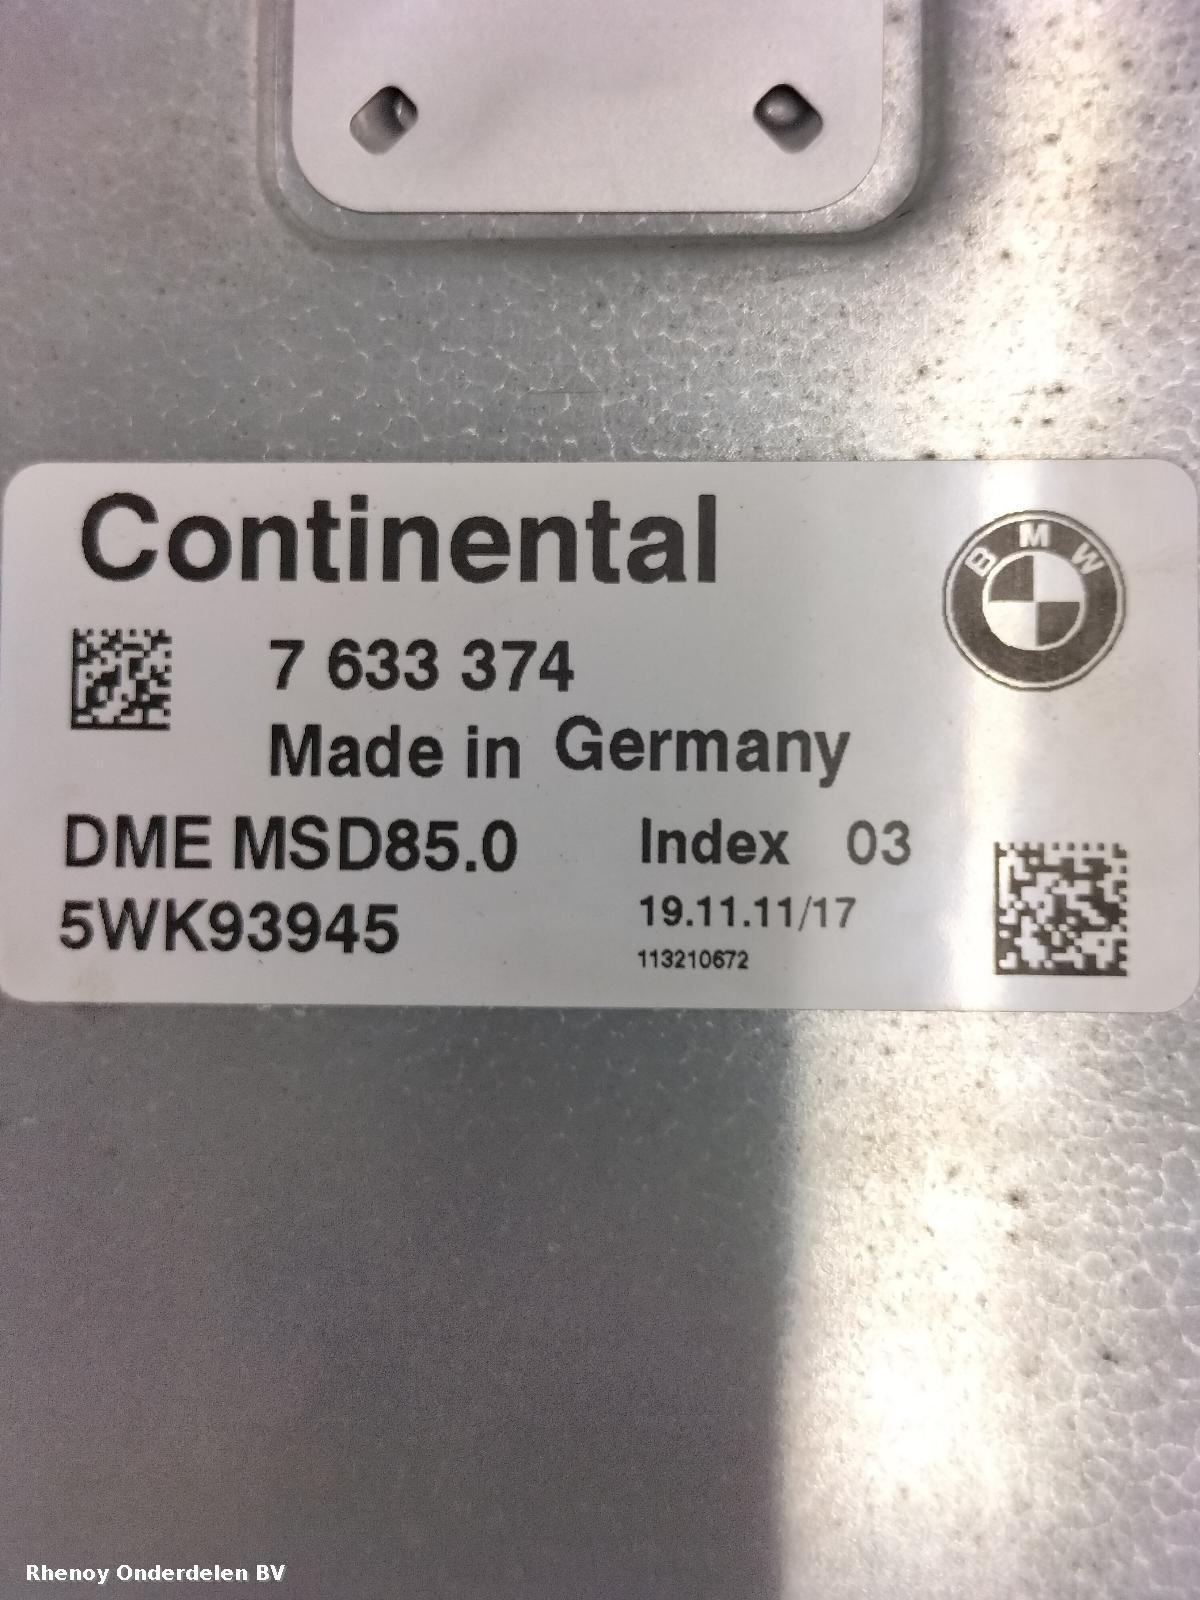 Continental
BMW
7 633 374
Made in Germany
DME MSD85.0
Index 03
5WK93945
19.11.11/17
113210672
Rhenoy Onderdelen BV